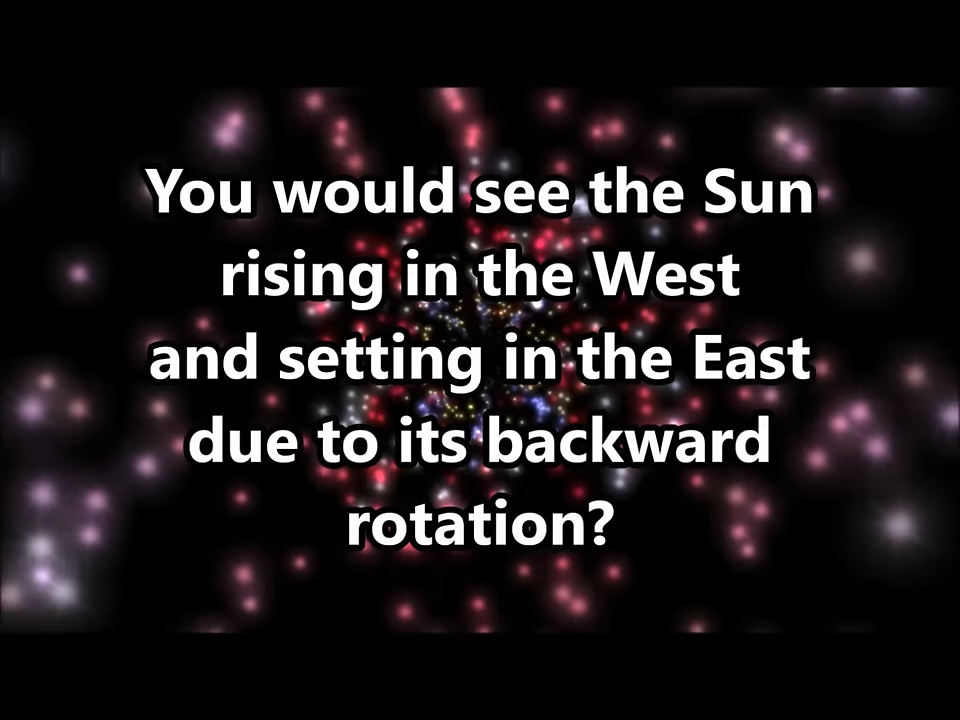 You would see the Sun
rising in the West
and setting in the East
due to its backward
rotation?